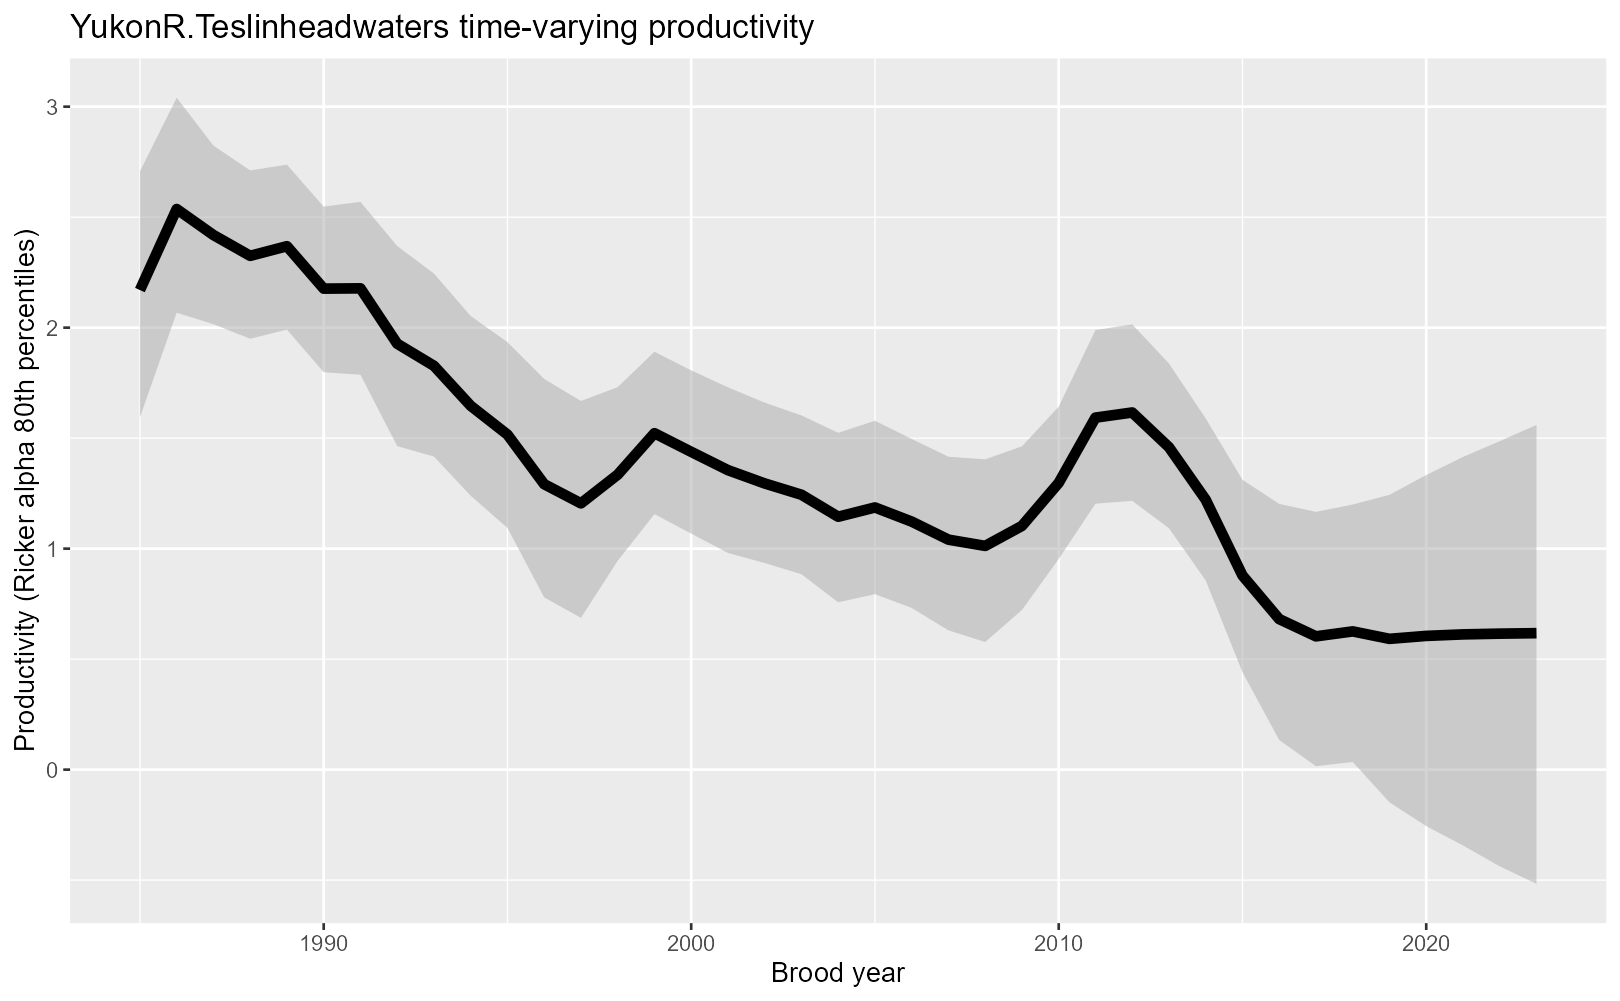 YukonR.Teslinheadwaters time-varying productivity
Productivity (Ricker alpha 80th percentiles)
3
2
1
0
1990
2000
2010
2020
Brood year